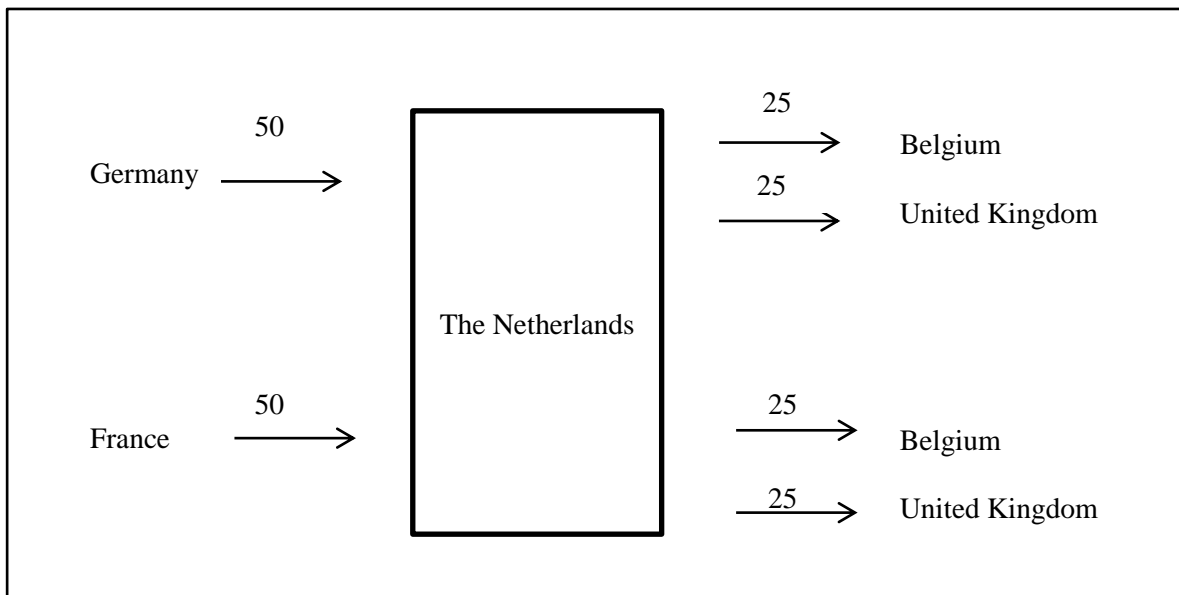 25
50
Belgium
Germany
25
United Kingdom
The Netherlands
50
25
France
Belgium
25
United Kingdom